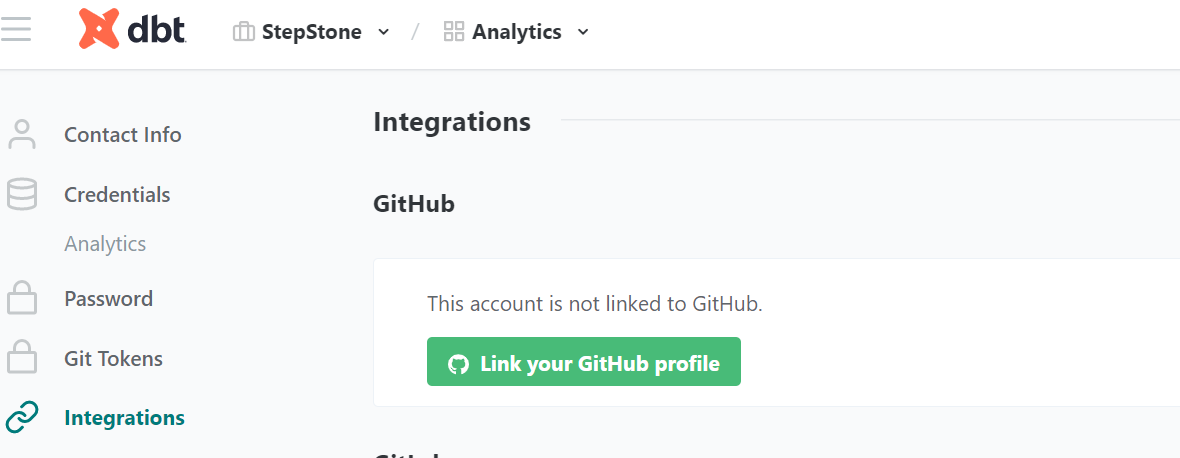 dbt
StepStone / Analytics
Contact Info
Credentials
Analytics
Password
Git Tokens
Integrations
Integrations
GitHub
This account is not linked to GitHub.
Link your GitHub profile